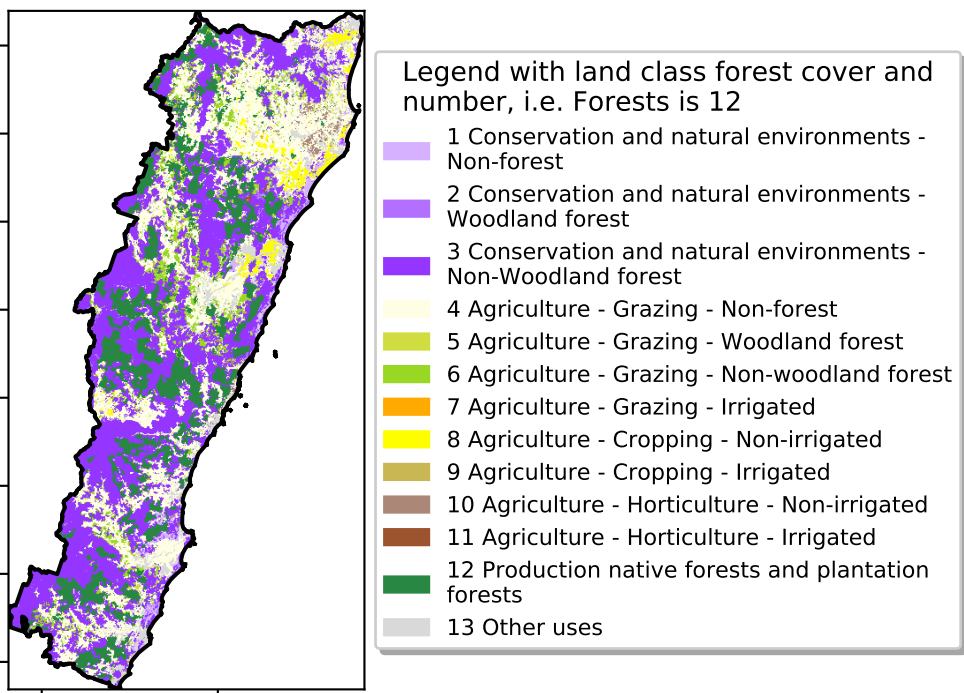 Legend with land class forest cover and
number, i.e. Forests is 12
1 Conservation and natural environments -
Non-forest
2 Conservation and natural environments -
Woodland forest
3 Conservation and natural environments -
Non-Woodland forest
4 Agriculture - Grazing - Non-forest
5 Agriculture - Grazing - Woodland forest
6 Agriculture - Grazing - Non-woodland forest
7 Agriculture - Grazing - Irrigated
8 Agriculture - Cropping - Non-irrigated
9 Agriculture - Cropping - Irrigated
10 Agriculture - Horticulture - Non-irrigated
11 Agriculture - Horticulture - Irrigated
12 Production native forests and plantation
forests
13 Other uses